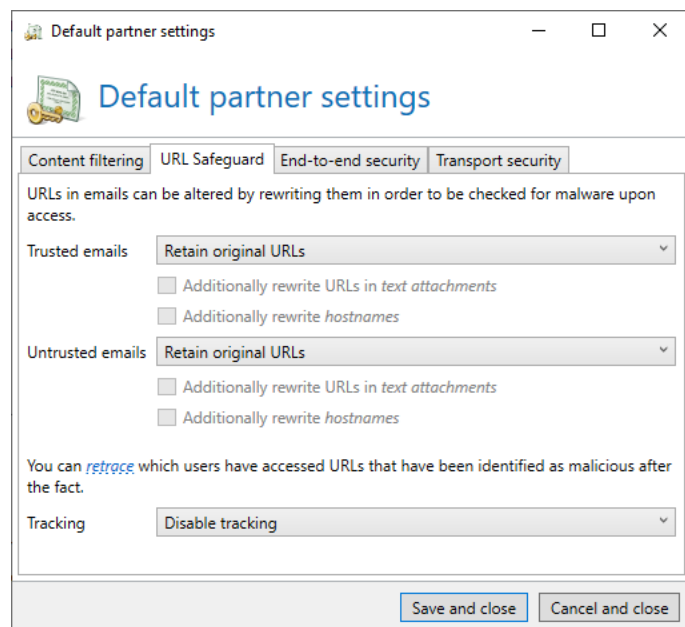 Default partner settings
Default partner settings
Content filtering URL Safeguard End-to-end security Transport security
URLs in emails can be altered by rewriting them in order to be checked for malware upon
access.
Trusted emails Retain original URLs
Additionally rewrite URLs in text attachments
Additionally rewrite hostnames
Untrusted emails Retain original URLs
Additionally rewrite URLs in text attachments
Additionally rewrite hostnames
You can retrace which users have accessed URLs that have been identified as malicious after
the fact.
Tracking Disable tracking
Save and close Cancel and close